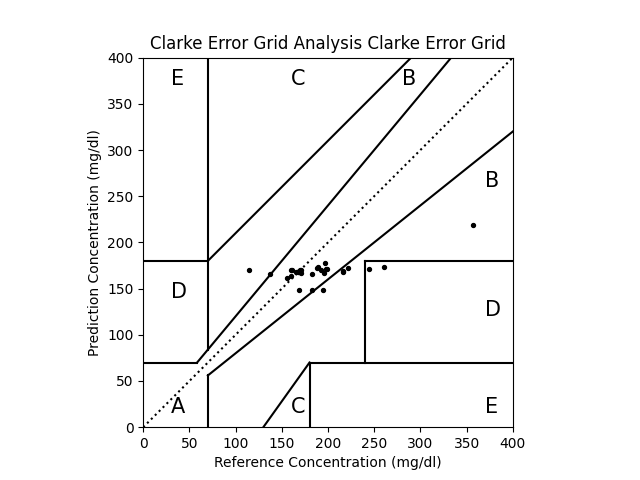 Clarke Error Grid Analysis Clarke Error Grid
400
350
300
250
200
150
100
50
0
Prediction Concentration (mg/dl)
E
C
B
B
D
D
A
C
E
0 50 100 150 200 250 300 350 400
Reference Concentration (mg/dl)